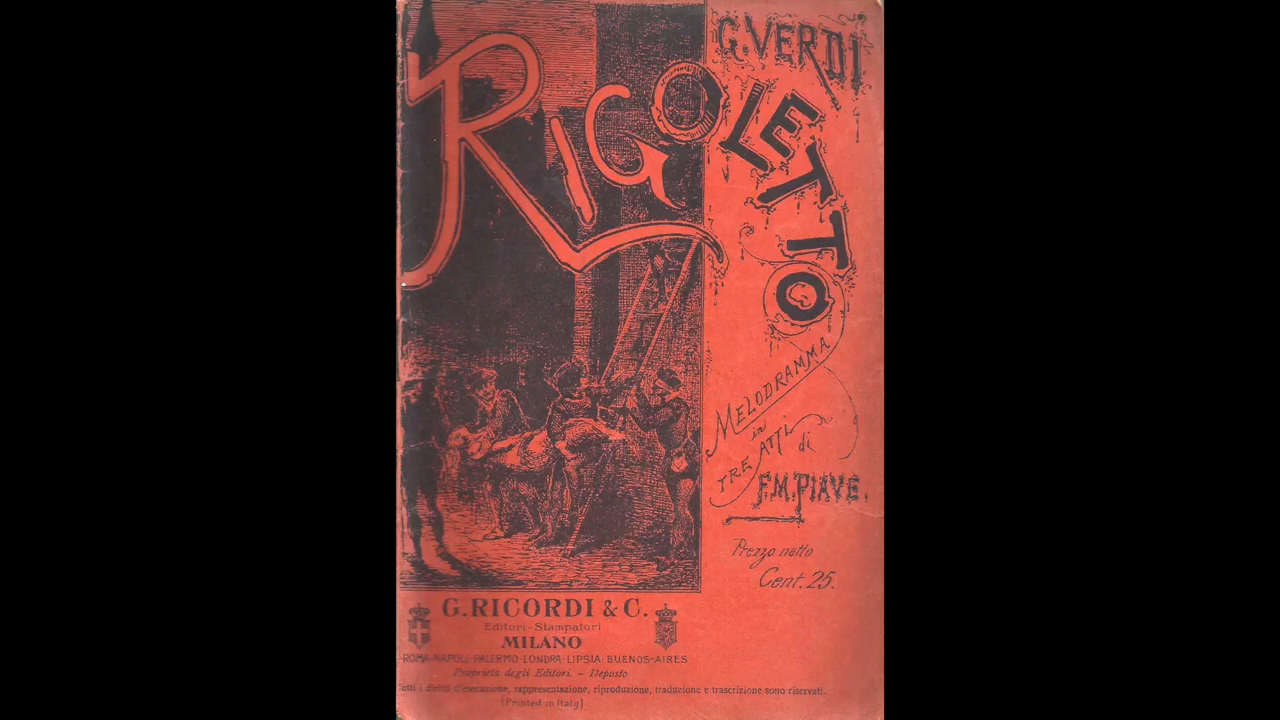 G. VERDI
RIGOLETTO
MELODRAMMA
in
TRE ATTI di
F. M. PIAVE.
Prezzo netto
Cent. 25.
G. RICORDI & C.
Editori-Stampatori
MILANO
ROMA-NAPOLI-PALERMO-LONDRA-LIPSIA-BUENOS-AIRES
Proprietà degli Editori. - Deposto
Tutti i diritti d'esecuzione, rappresentazione, riproduzione, traduzione e trascrizione sono riservati.
(Printed in Italy)